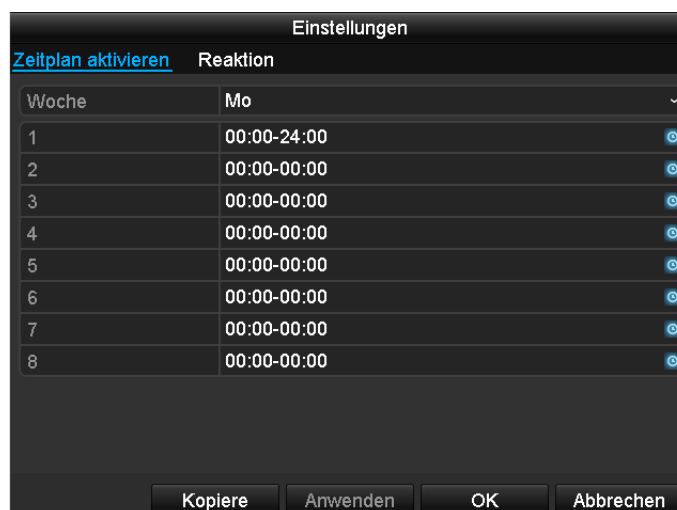 Einstellungen
Zeitplan aktivieren Reaktion
Woche Mo
1 00:00-24:00
2 00:00-00:00
3 00:00-00:00
4 00:00-00:00
5 00:00-00:00
6 00:00-00:00
7 00:00-00:00
8 00:00-00:00
Kopiere Anwenden OK Abbrechen